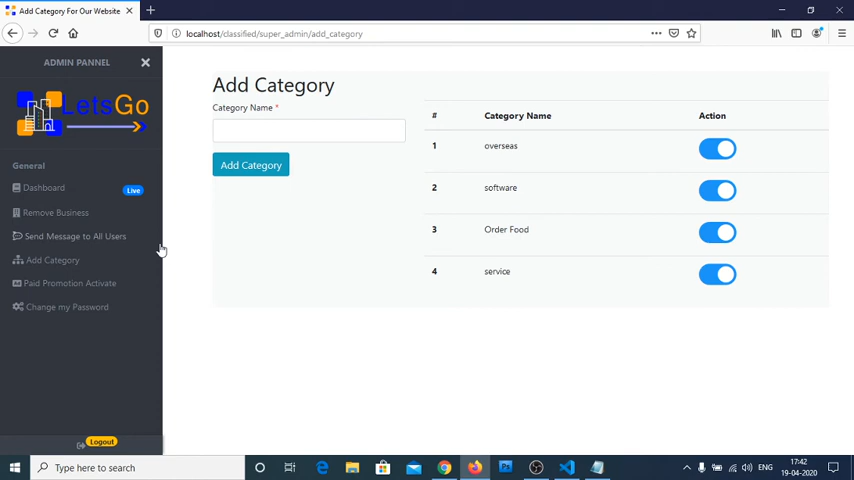 Add Category For Our Website
localhost/classified/super_admin/add_category
ADMIN PANNEL
LetsGo
General
Dashboard
Live
Remove Business
Send Message to All Users
Add Category
Paid Promotion Activate
Change my Password
Logout
Add Category
Category Name *
Add Category
# Category Name Action
1 overseas
2 software
3 Order Food
4 service
Type here to search
ENG
17:42
19-04-2020